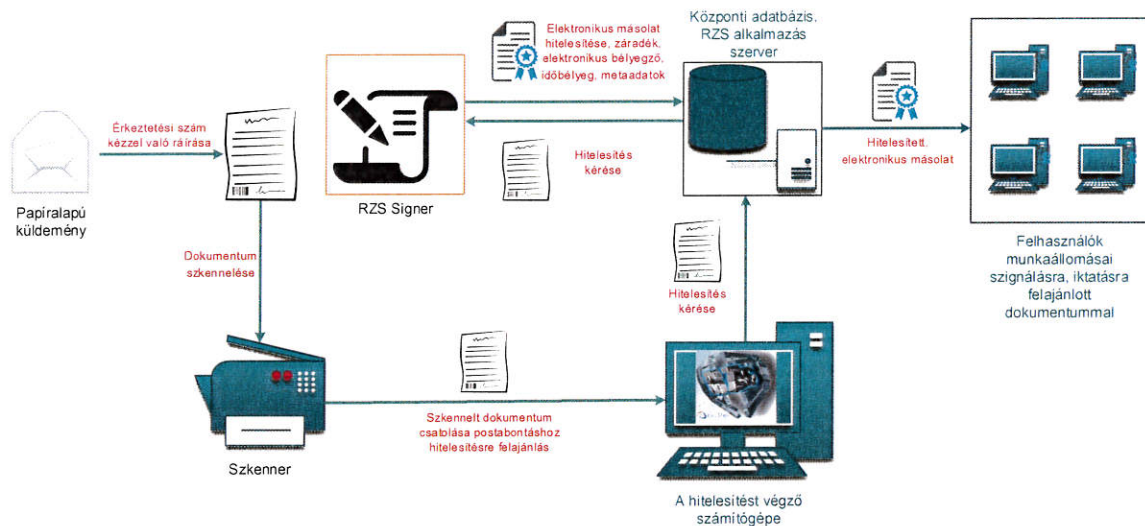 Elektronikus másolat
hitelesítése, záradék,
elektronikus bélyegző,
időbélyeg, metaadatok
Központi adatbázis.
RZS alkalmazás
szerver
Érkeztetési szám
kézzel való ráírása
Hitelesítés
kérése
Hitelesített.
elektronikus másolat
Papíralapú
küldemény
RZS Signer
Dokumentum
szkennelése
Hitelesítés
kérése
Felhasználók
munkaállomásai
szignálásra, iktatásra
felajánlott
dokumentummal
Szkennelt dokumentum
csatolása postabontáshoz
hitelesítésre felajánlás
Szkenner
A hitelesítést végző
számítógépe